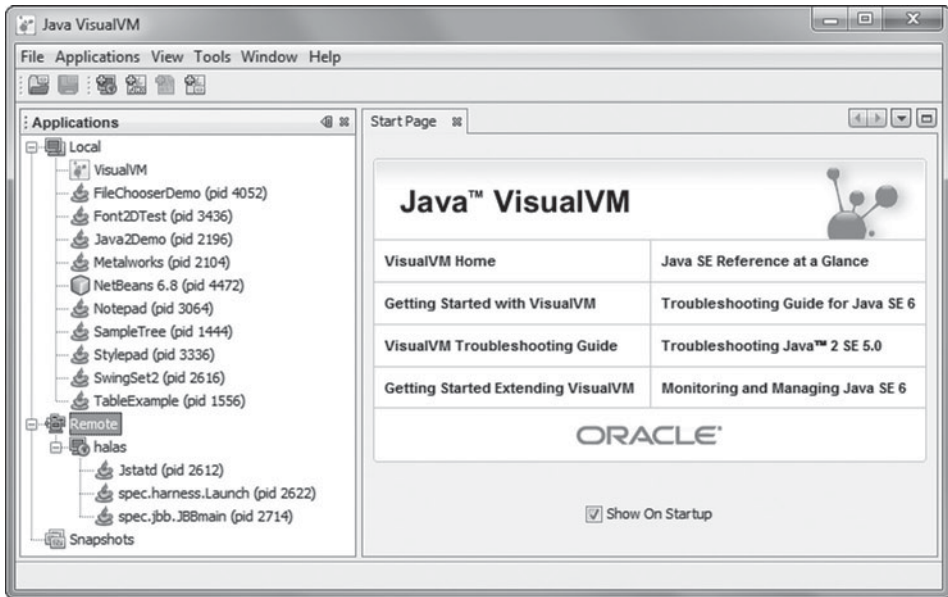 Java VisualVM
File Applications View Tools Window Help
Applications
Local
VisualVM
FileChooserDemo (pid 4052)
Font2DTest (pid 3436)
Java2Demo (pid 2196)
Metalworks (pid 2104)
NetBeans 6.8 (pid 4472)
Notepad (pid 3064)
SampleTree (pid 1444)
Stylepad (pid 3336)
SwingSet2 (pid 2616)
TableExample (pid 1556)
Remote
halas
Jstatd (pid 2612)
spec.harness.Launch (pid 2622)
spec.jbb.JBBmain (pid 2714)
Snapshots
Start Page
Java™ VisualVM
VisualVM Home
Java SE Reference at a Glance
Getting Started with VisualVM
Troubleshooting Guide for Java SE 6
VisualVM Troubleshooting Guide
Troubleshooting Java™ 2 SE 5.0
Getting Started Extending VisualVM
Monitoring and Managing Java SE 6
ORACLE
Show On Startup